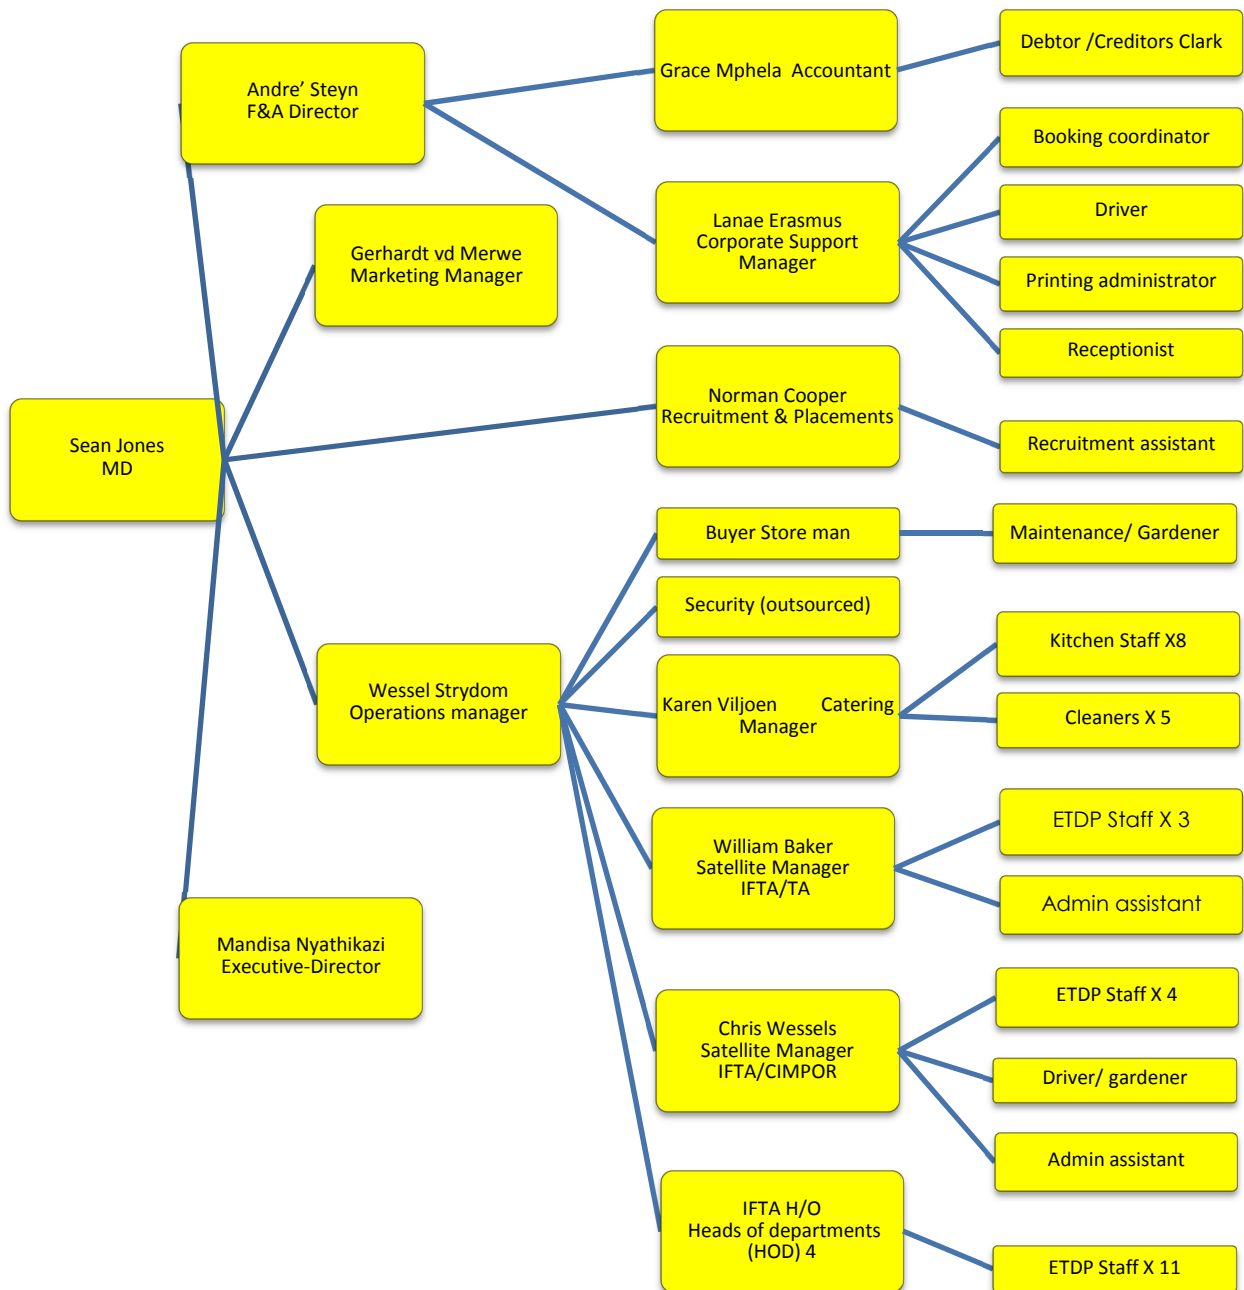 Sean Jones
MD
Andre’ Steyn
F&A Director
Gerhardt vd Merwe
Marketing Manager
Wessel Strydom
Operations manager
Mandisa Nyathikazi
Executive-Director
Grace Mphela  Accountant
Lanae Erasmus
Corporate Support
Manager
Norman Cooper
Recruitment & Placements
Buyer Store man
Security (outsourced)
Karen Viljoen        Catering
Manager
William Baker
Satellite Manager
IFTA/TA
Chris Wessels
Satellite Manager
IFTA/CIMPOR
IFTA H/O
Heads of departments
(HOD) 4
Debtor /Creditors Clark
Booking coordinator
Driver
Printing administrator
Receptionist
Recruitment assistant
Maintenance/ Gardener
Kitchen Staff X8
Cleaners X 5
ETDP Staff X 3
Admin assistant
ETDP Staff X 4
Driver/ gardener
Admin assistant
ETDP Staff X 11